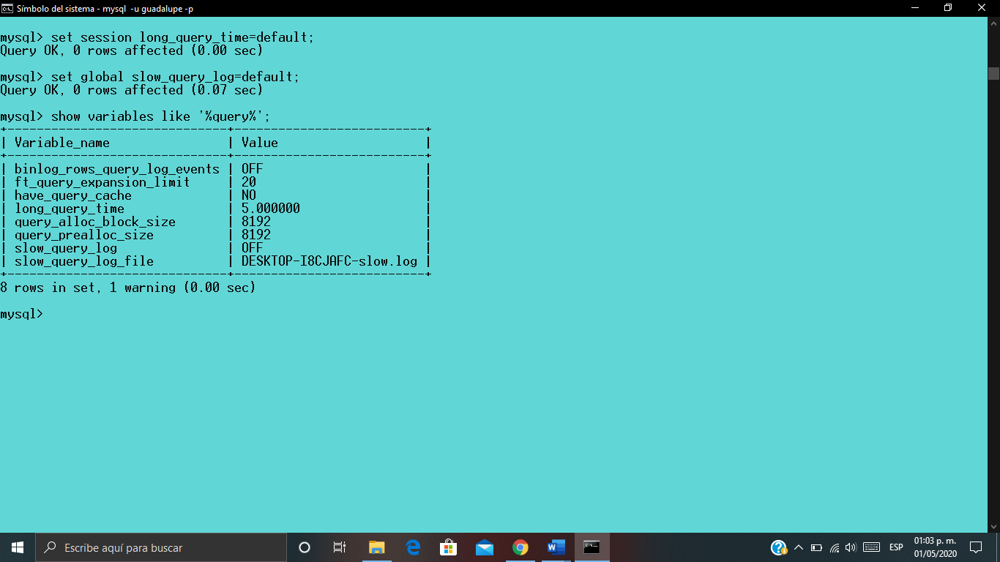 Símbolo del sistema - mysql  -u guadalupe -p
mysql> set session long_query_time=default;
Query OK, 0 rows affected (0.00 sec)
mysql> set global slow_query_log=default;
Query OK, 0 rows affected (0.07 sec)
mysql> show variables like '%query%';
+------------------------------+--------------------------+
| Variable_name                | Value                    |
+------------------------------+--------------------------+
| binlog_rows_query_log_events | OFF                      |
| ft_query_expansion_limit     | 20                       |
| have_query_cache             | NO                       |
| long_query_time              | 5.000000                 |
| query_alloc_block_size       | 8192                     |
| query_prealloc_size          | 8192                     |
| slow_query_log               | OFF                      |
| slow_query_log_file          | DESKTOP-I8CJAFC-slow.log |
+------------------------------+--------------------------+
8 rows in set, 1 warning (0.00 sec)
mysql>
Escribe aquí para buscar
ESP
01:03 p. m.
01/05/2020